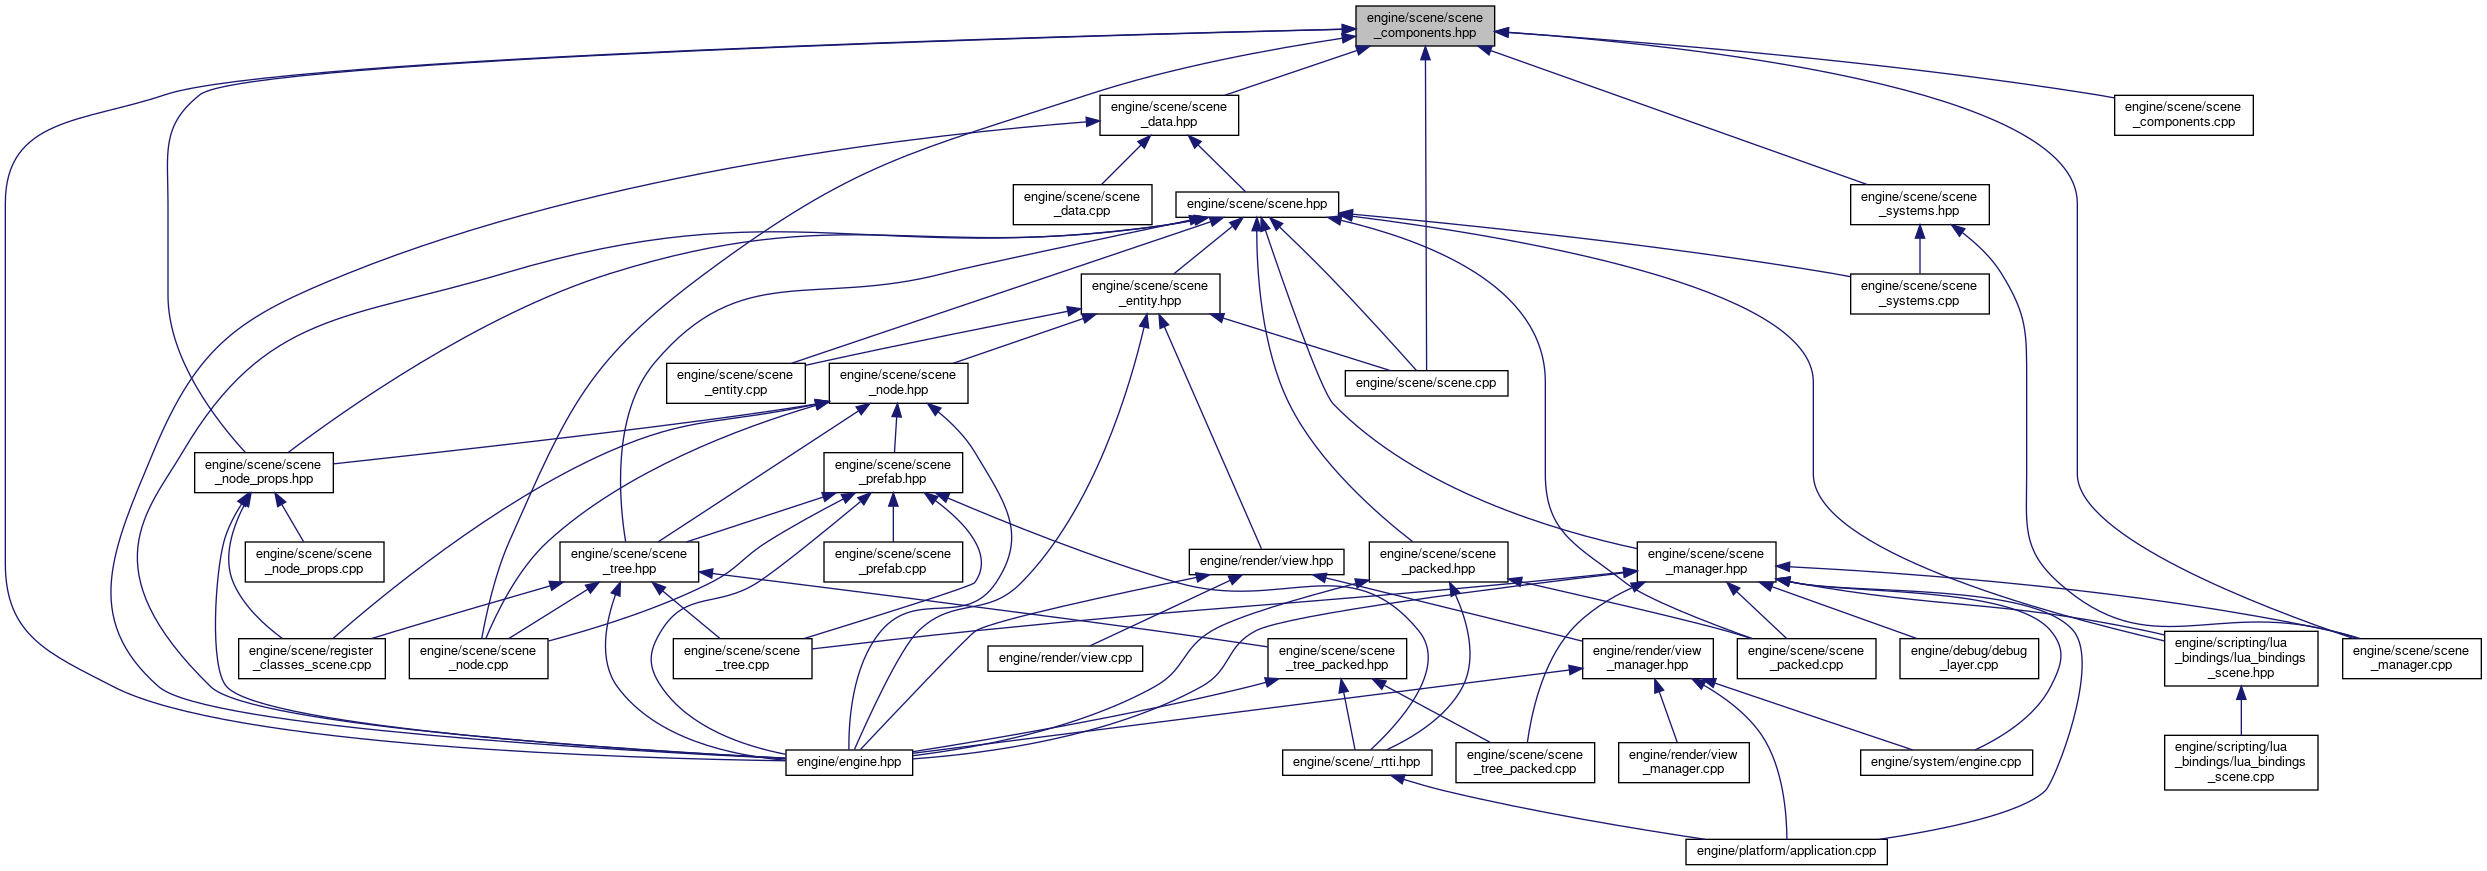 engine/scene/scene
_components.hpp
engine/scene/scene
_data.hpp
engine/scene/scene
_components.cpp
engine/scene/scene
_data.cpp
engine/scene/scene.hpp
engine/scene/scene
_systems.hpp
engine/scene/scene
_entity.hpp
engine/scene/scene
_systems.cpp
engine/scene/scene
_entity.cpp
engine/scene/scene
_node.hpp
engine/scene/scene.cpp
engine/scene/scene
_node_props.hpp
engine/scene/scene
_prefab.hpp
engine/scene/scene
_node_props.cpp
engine/scene/scene
_tree.hpp
engine/scene/scene
_prefab.cpp
engine/render/view.hpp
engine/scene/scene
_packed.hpp
engine/scene/scene
_manager.hpp
engine/scene/register
_classes_scene.cpp
engine/scene/scene
_node.cpp
engine/scene/scene
_tree.cpp
engine/render/view.cpp
engine/scene/scene
_tree_packed.hpp
engine/render/view
_manager.hpp
engine/scene/scene
_packed.cpp
engine/debug/debug
_layer.cpp
engine/scripting/lua
_bindings/lua_bindings
_scene.hpp
engine/scene/scene
_manager.cpp
engine/engine.hpp
engine/scene/_rtti.hpp
engine/scene/scene
_tree_packed.cpp
engine/render/view
_manager.cpp
engine/system/engine.cpp
engine/scripting/lua
_bindings/lua_bindings
_scene.cpp
engine/platform/application.cpp